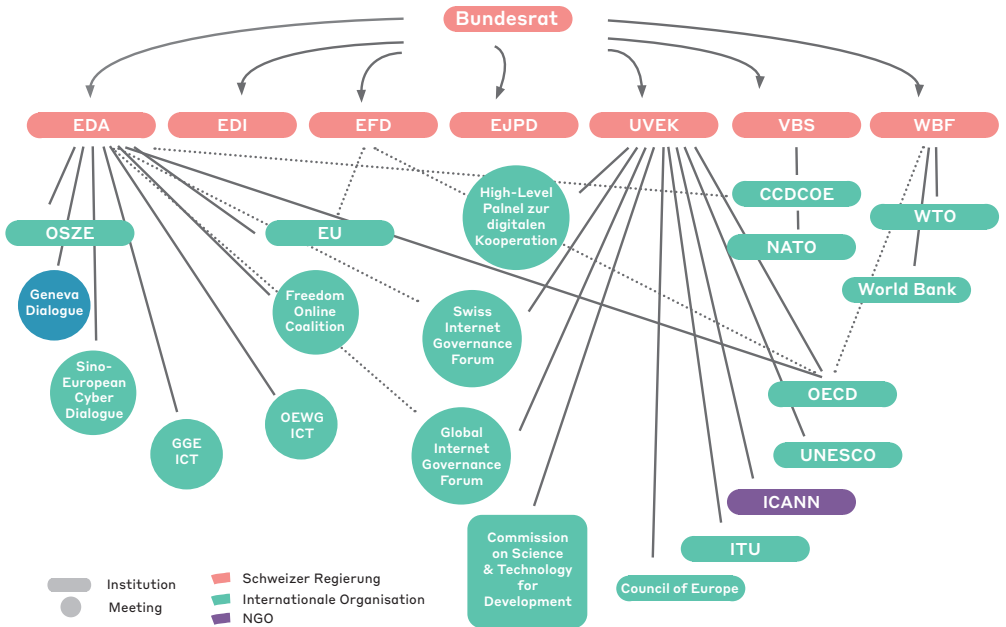 Bundesrat
EDA
EDI
EFD
EJPD
UVEK
VBS
WBF
High-Level
Palnel zur
digitalen
Kooperation
CCDCOE
WTO
OSZE
EU
NATO
Geneva
Dialogue
Freedom
Online
Coalition
Swiss
Internet
Governance
Forum
World Bank
Sino-
European
Cyber
Dialogue
OECD
GGE
ICT
OEWG
ICT
Global
Internet
Governance
Forum
UNESCO
ICANN
Commission
on Science
& Technology
for
Development
ITU
Council of Europe
Institution
Meeting
Schweizer Regierung
Internationale Organisation
NGO